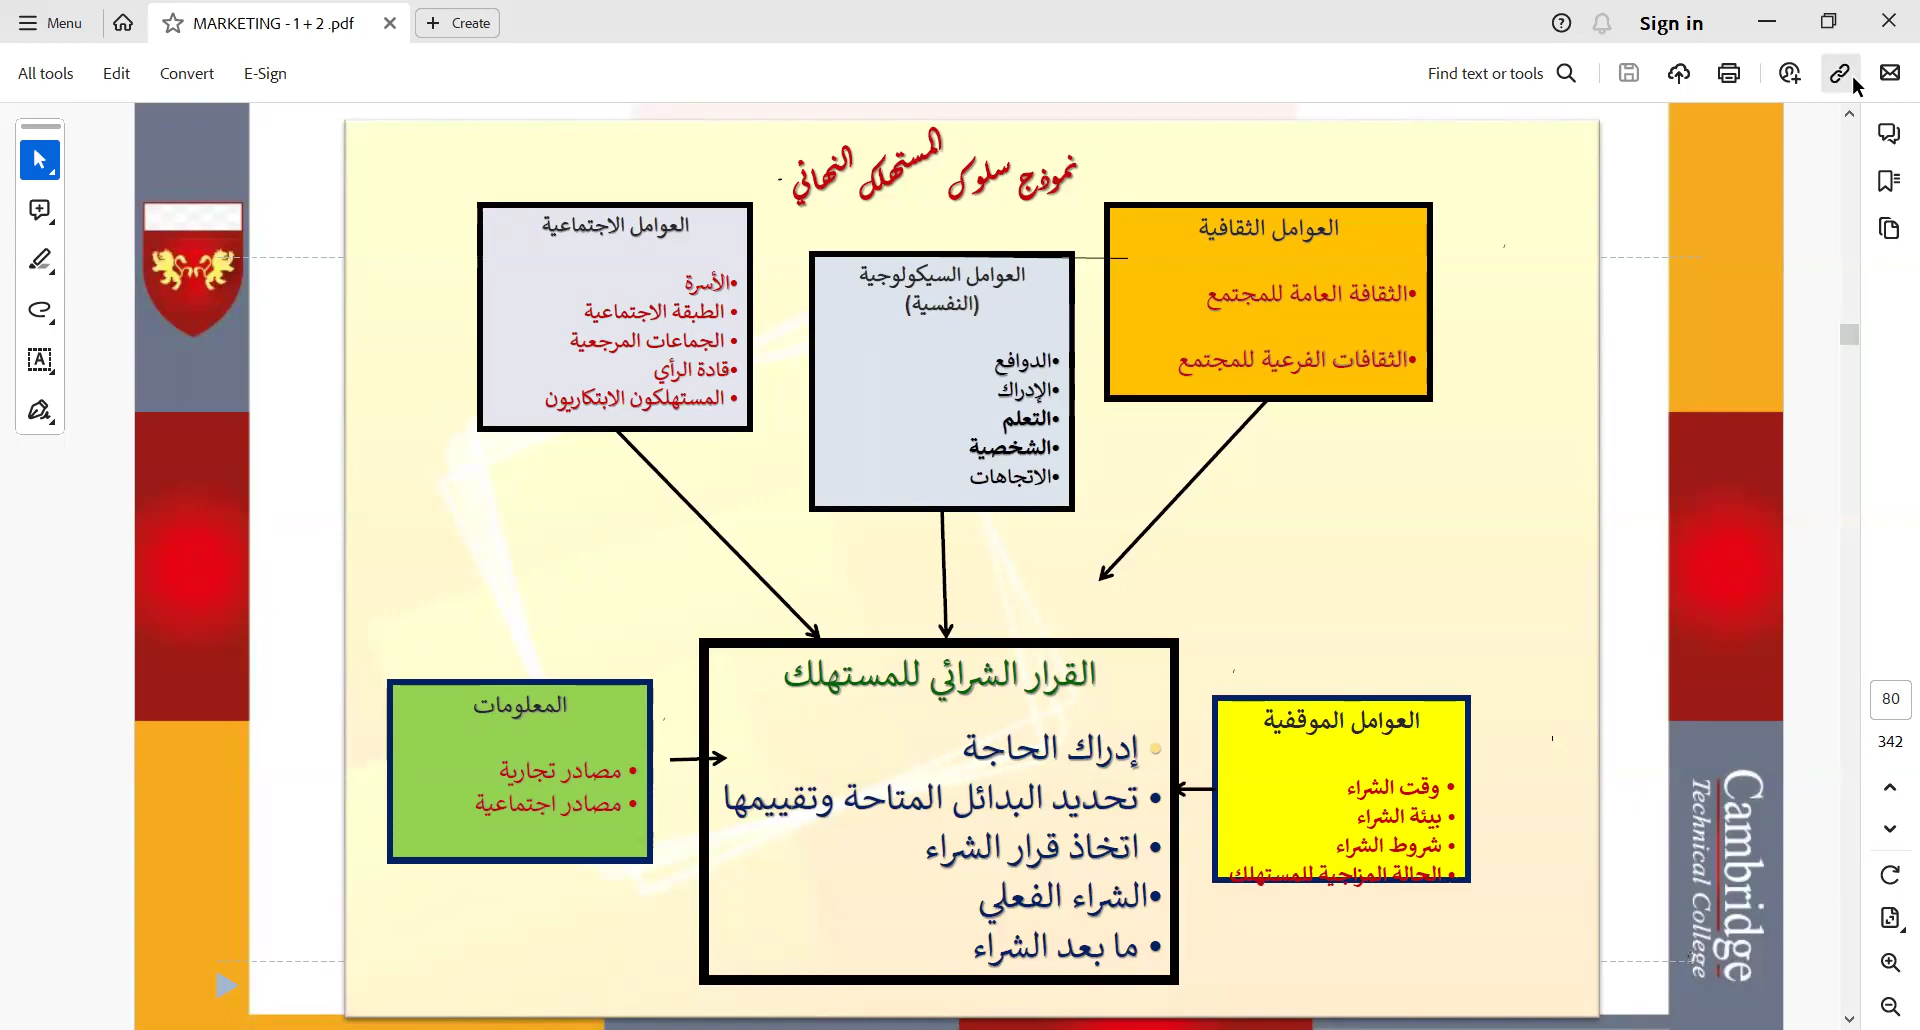 Menu
MARKETING - 1 + 2 .pdf
Create
Sign in
All tools
Edit
Convert
E-Sign
Find text or tools
نموذج سلوك المستهلك النهائي
العوامل الثقافية
•الثقافة العامة للمجتمع
•الثقافات الفرعية للمجتمع
العوامل السيكولوجية
(النفسية)
•الدوافع
•الإدراك
•التعلم
•الشخصية
•الاتجاهات
العوامل الاجتماعية
•الأسرة
• الطبقة الاجتماعية
• الجماعات المرجعية
•قادة الرأي
• المستهلكون الابتكاريون
العوامل الموقفية
• وقت الشراء
• بيئة الشراء
• شروط الشراء
• الحالة المزاجية للمستهلك
القرار الشرائي للمستهلك
• إدراك الحاجة
• تحديد البدائل المتاحة وتقييمها
• اتخاذ قرار الشراء
•الشراء الفعلي
• ما بعد الشراء
المعلومات
• مصادر تجارية
• مصادر اجتماعية
Cambridge
Technical College
80
342